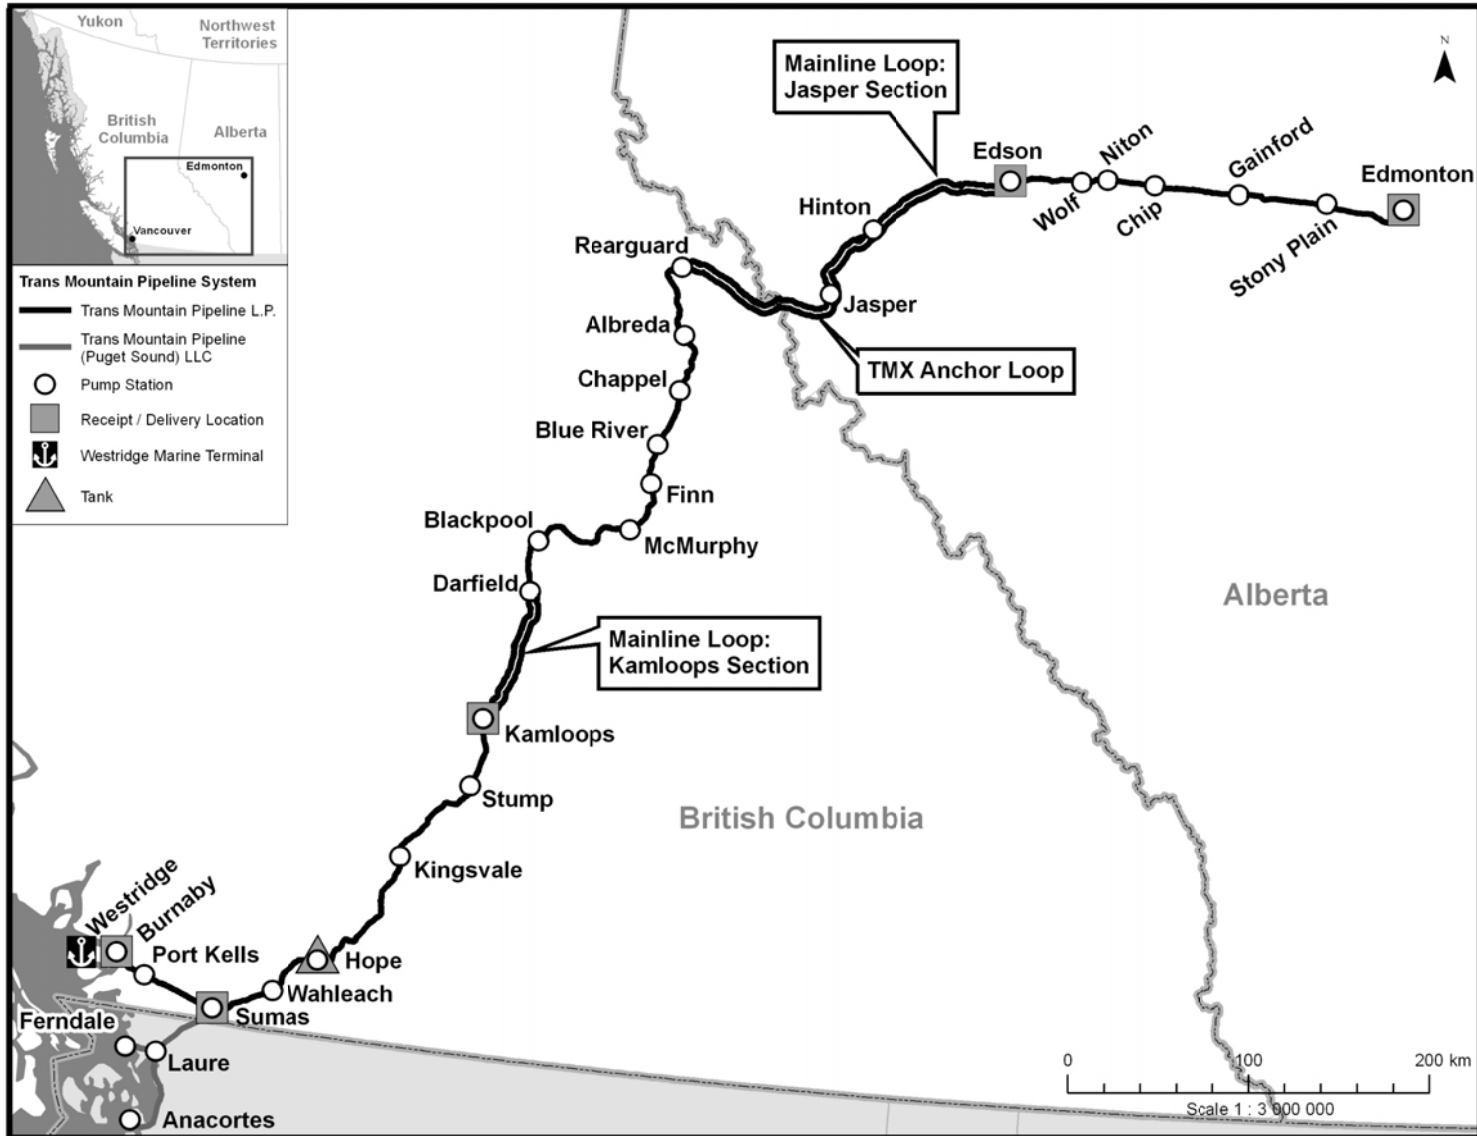 Yukon
Northwest
Territories
British
Columbia
Alberta
Edmonton
Vancouver
Trans Mountain Pipeline System
Trans Mountain Pipeline L.P.
Trans Mountain Pipeline
(Puget Sound) LLC
Pump Station
Receipt / Delivery Location
Westridge Marine Terminal
Tank
N
Mainline Loop:
Jasper Section
Edson
Niton
Gainford
Edmonton
Wolf
Chip
Stony Plain
Hinton
Rearguard
Jasper
Albreda
TMX Anchor Loop
Chappel
Blue River
Finn
Blackpool
McMurphy
Darfield
Alberta
Mainline Loop:
Kamloops Section
Kamloops
Stump
British Columbia
Kingsvale
Westridge
Burnaby
Port Kells
Hope
Wahleach
Sumas
Ferndale
Laure
Anacortes
0 100 200 km
Scale 1 : 3 000 000